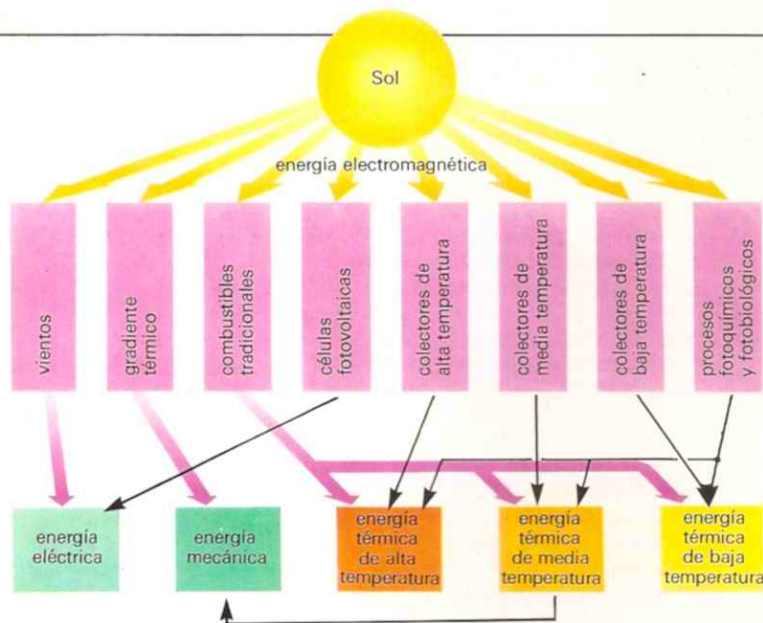 Sol
energía electromagnética
vientos
gradiente
térmico
combustibles
tradicionales
células
fotovoltaicas
colectores de
alta temperatura
colectores de
media temperatura
colectores de
baja temperatura
procesos
fotoquímicos
y fotobiológicos
energía
eléctrica
energía
mecánica
energía
térmica
de alta
temperatura
energía
térmica
de media
temperatura
energía
térmica
de baja
temperatura